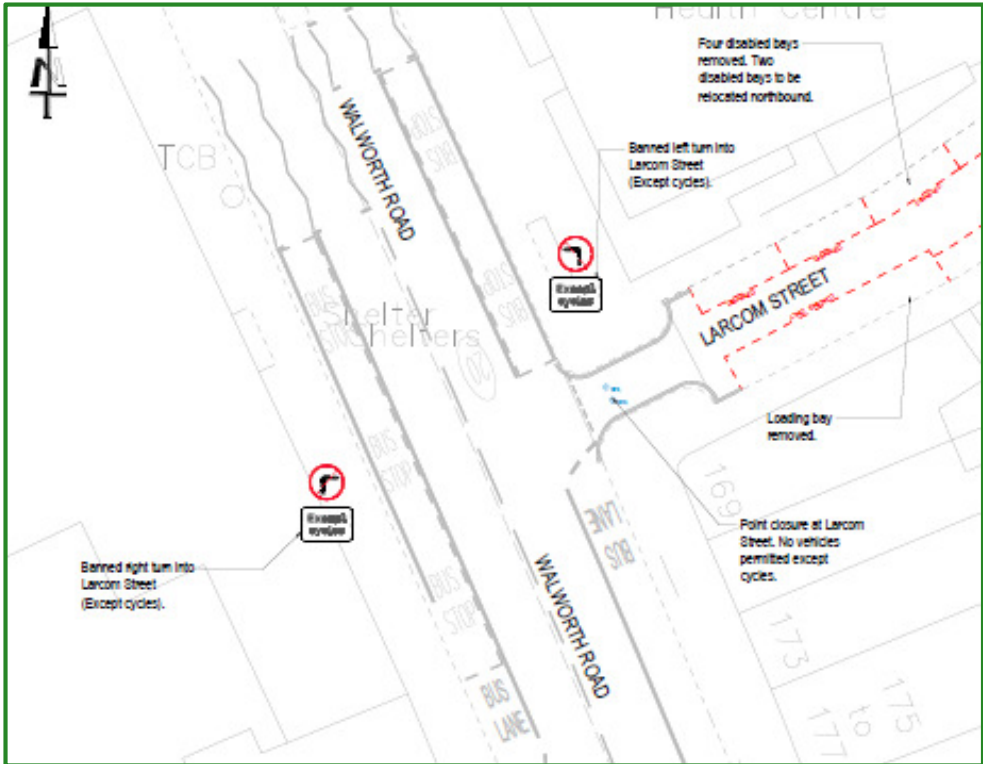 Health Centre
Four disabled bays
removed. Two
disabled bays to be
relocated northbound.
N
WALWORTH ROAD
STOP
BUS
TCB
Banned left turn into
Larcom Street
(Except cycles).
Except
cycles
STOP
BUS
BUS
STOP
Shelter
Shelters
20
LARCOM STREET
Loading bay
removed.
BUS
STOP
Except
cycles
169
LANE
BUS
Point closure at Larcom
Street. No vehicles
permitted except
cycles.
Banned right turn into
Larcom Street
(Except cycles).
BUS
STOP
WALWORTH ROAD
173
BUS
LANE
175
to
177